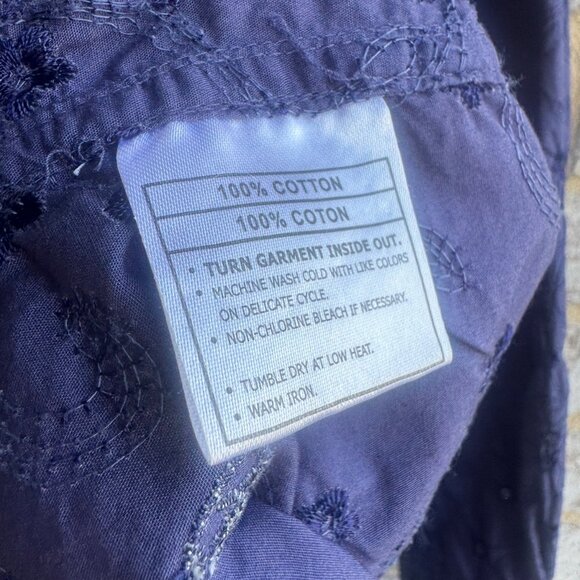 100% COTTON
100% COTON
• TURN GARMENT INSIDE OUT.
• MACHINE WASH COLD WITH LIKE COLORS
ON DELICATE CYCLE.
• NON-CHLORINE BLEACH IF NECESSARY.
• TUMBLE DRY AT LOW HEAT.
• WARM IRON.